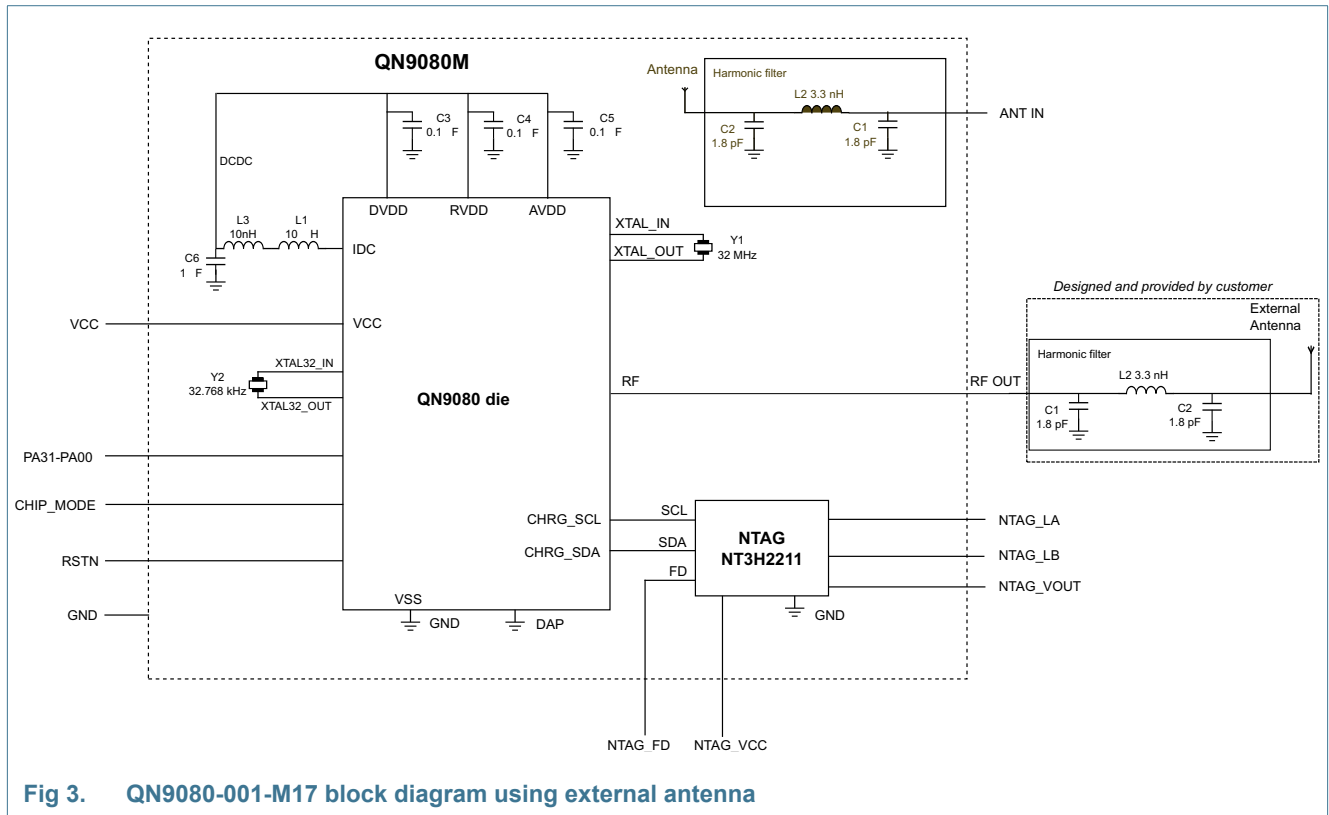 QN9080M
Antenna
Harmonic filter
L2 3.3 nH
C2
1.8 pF
C1
1.8 pF
ANT IN
C3
0.1 F
C4
0.1 F
C5
0.1 F
DCDC
DVDD
RVDD
AVDD
L3
10nH
L1
10 H
IDC
C6
1 F
XTAL_IN
XTAL_OUT
Y1
32 MHz
Designed and provided by customer
External
Antenna
Harmonic filter
L2 3.3 nH
C1
1.8 pF
C2
1.8 pF
VCC
VCC
XTAL32_IN
Y2
32.768 kHz
XTAL32_OUT
QN9080 die
RF
RF OUT
PA31-PA00
CHIP_MODE
RSTN
GND
CHRG_SCL
CHRG_SDA
SCL
SDA
FD
NTAG
NT3H2211
NTAG_LA
NTAG_LB
NTAG_VOUT
VSS
GND
DAP
GND
NTAG_FD
NTAG_VCC
Fig 3. QN9080-001-M17 block diagram using external antenna